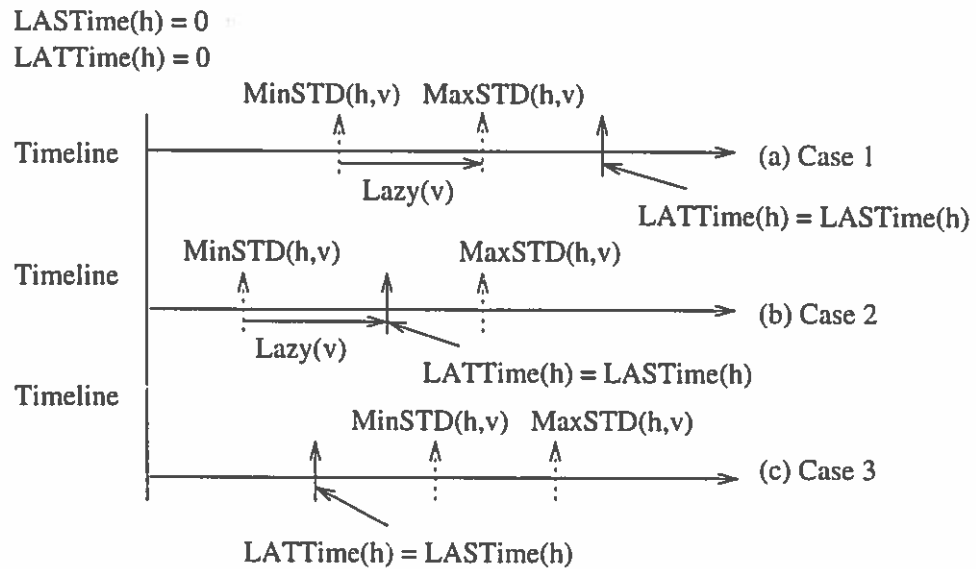 LASTime(h) = 0
LATTime(h) = 0
MinSTD(h,v) MaxSTD(h,v)
Timeline
(a) Case 1
Lazy(v)
LATTime(h) = LASTime(h)
MinSTD(h,v) MaxSTD(h,v)
Timeline
(b) Case 2
Lazy(v)
LATTime(h) = LASTime(h)
Timeline
MinSTD(h,v) MaxSTD(h,v)
(c) Case 3
LATTime(h) = LASTime(h)